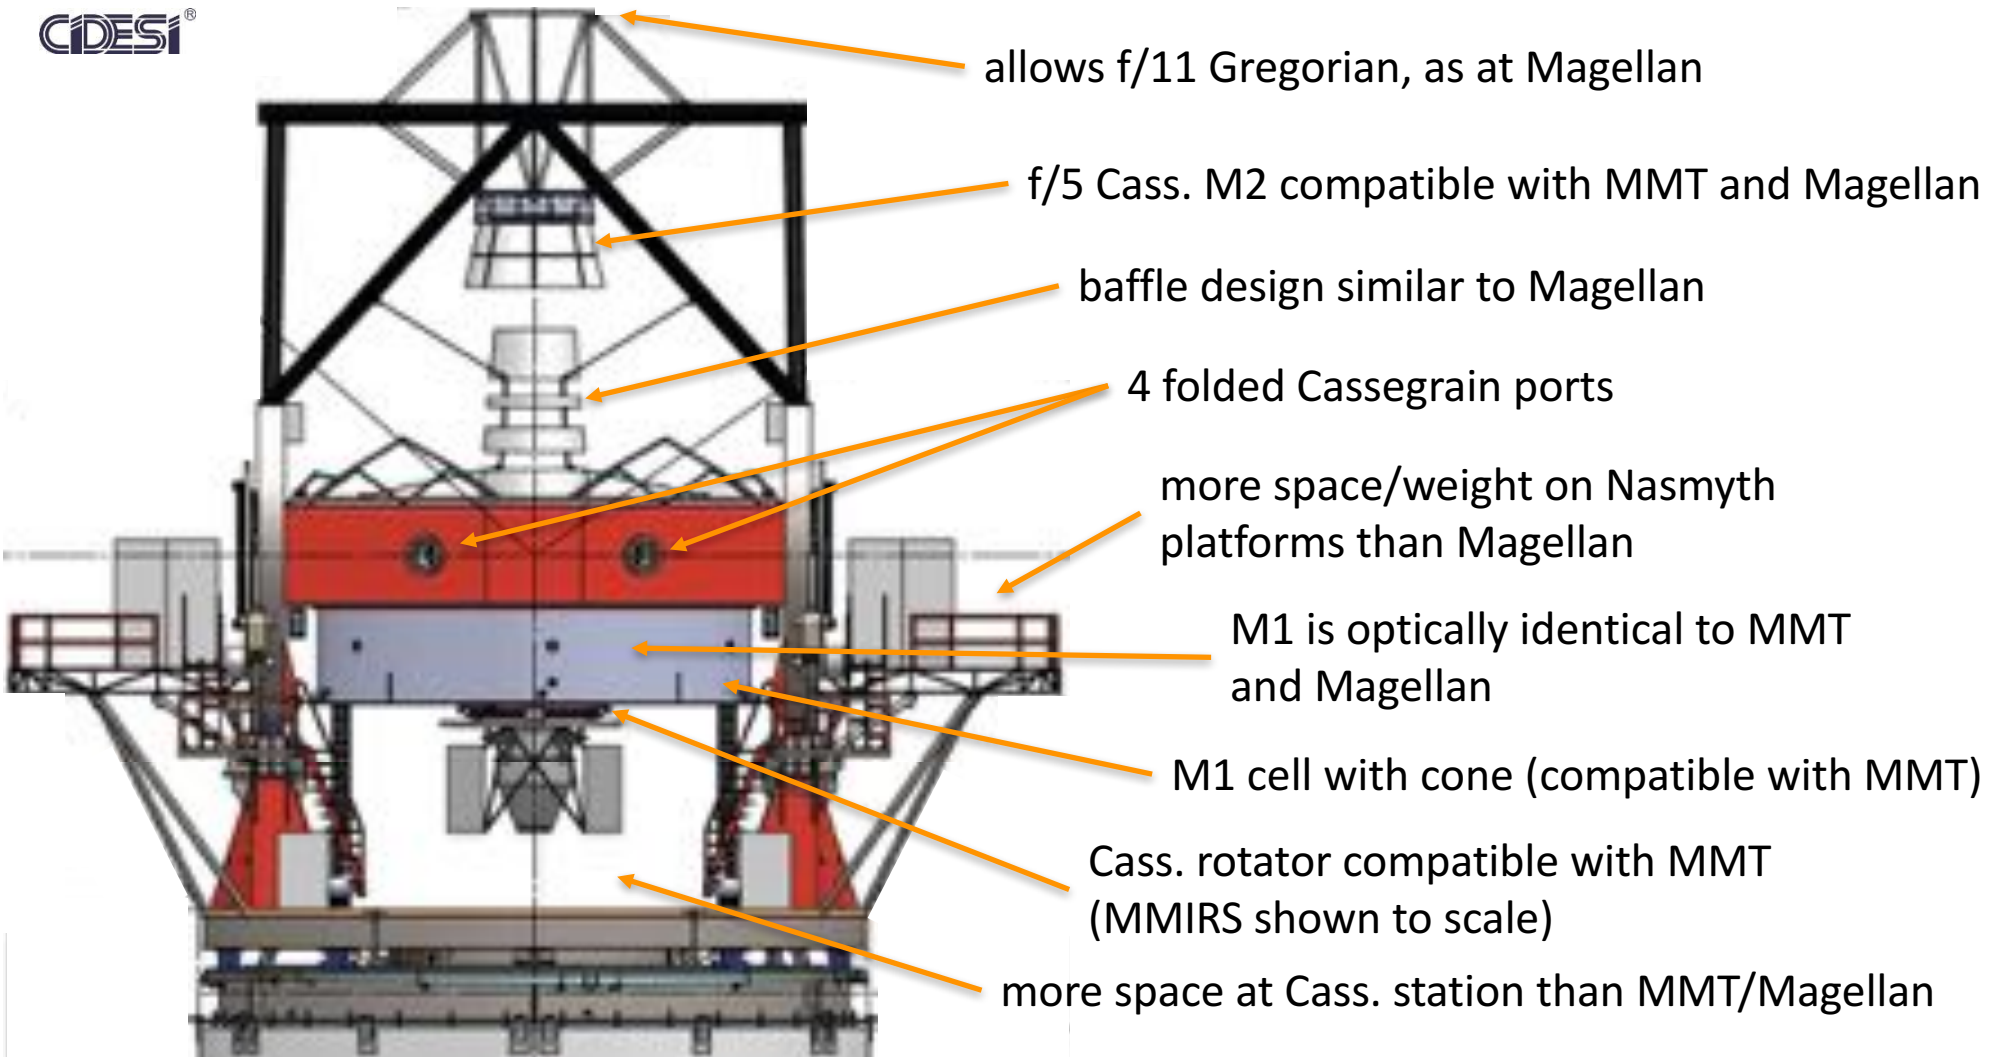 CIDESI®
allows f/11 Gregorian, as at Magellan
f/5 Cass. M2 compatible with MMT and Magellan
baffle design similar to Magellan
4 folded Cassegrain ports
more space/weight on Nasmyth
platforms than Magellan
M1 is optically identical to MMT
and Magellan
M1 cell with cone (compatible with MMT)
Cass. rotator compatible with MMT
(MMIRS shown to scale)
more space at Cass. station than MMT/Magellan